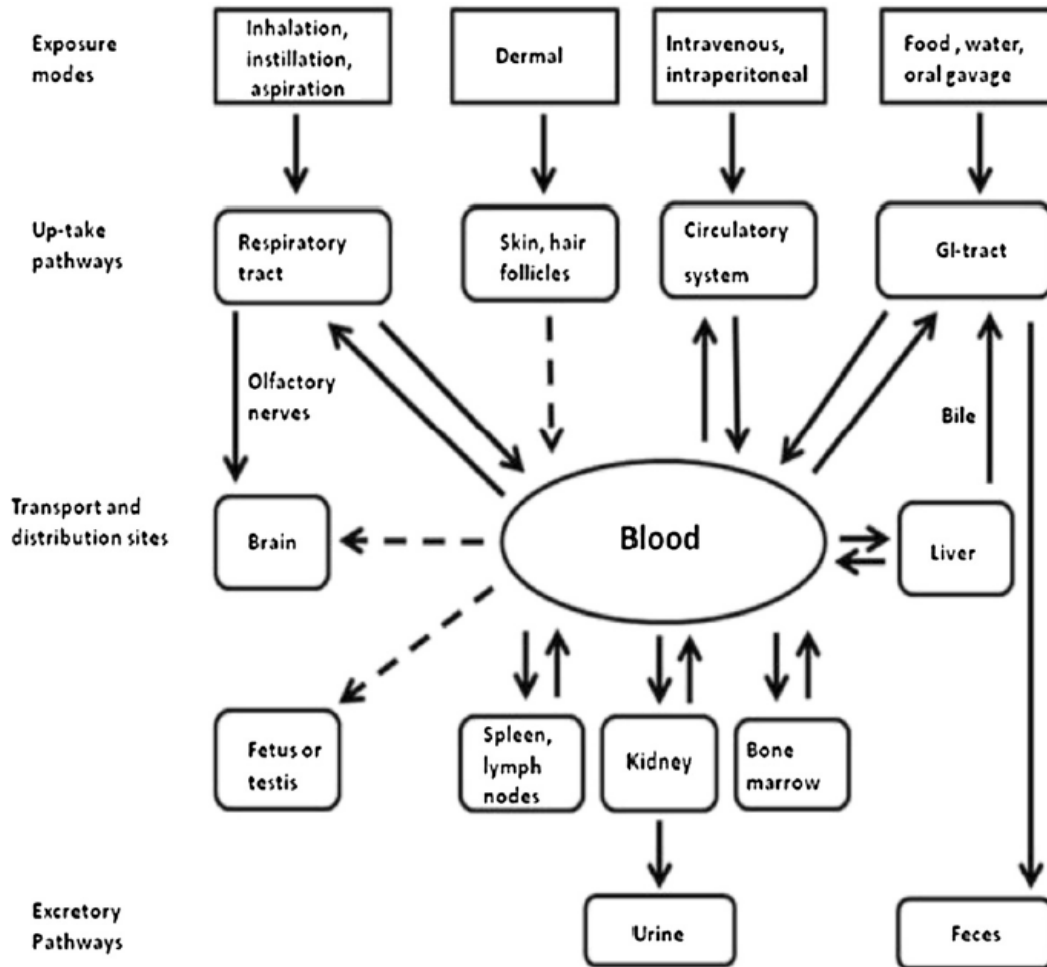 Exposure
modes
Inhalation,
instillation,
aspiration
Dermal
Intravenous,
intraperitoneal
Food , water,
oral gavage
Up-take
pathways
Respiratory
tract
Skin, hair
follicles
Circulatory
system
GI-tract
Olfactory
nerves
Bile
Transport and
distribution sites
Brain
Blood
Liver
Fetus or
testis
Spleen,
lymph
nodes
Kidney
Bone
marrow
Excretory
Pathways
Urine
Feces